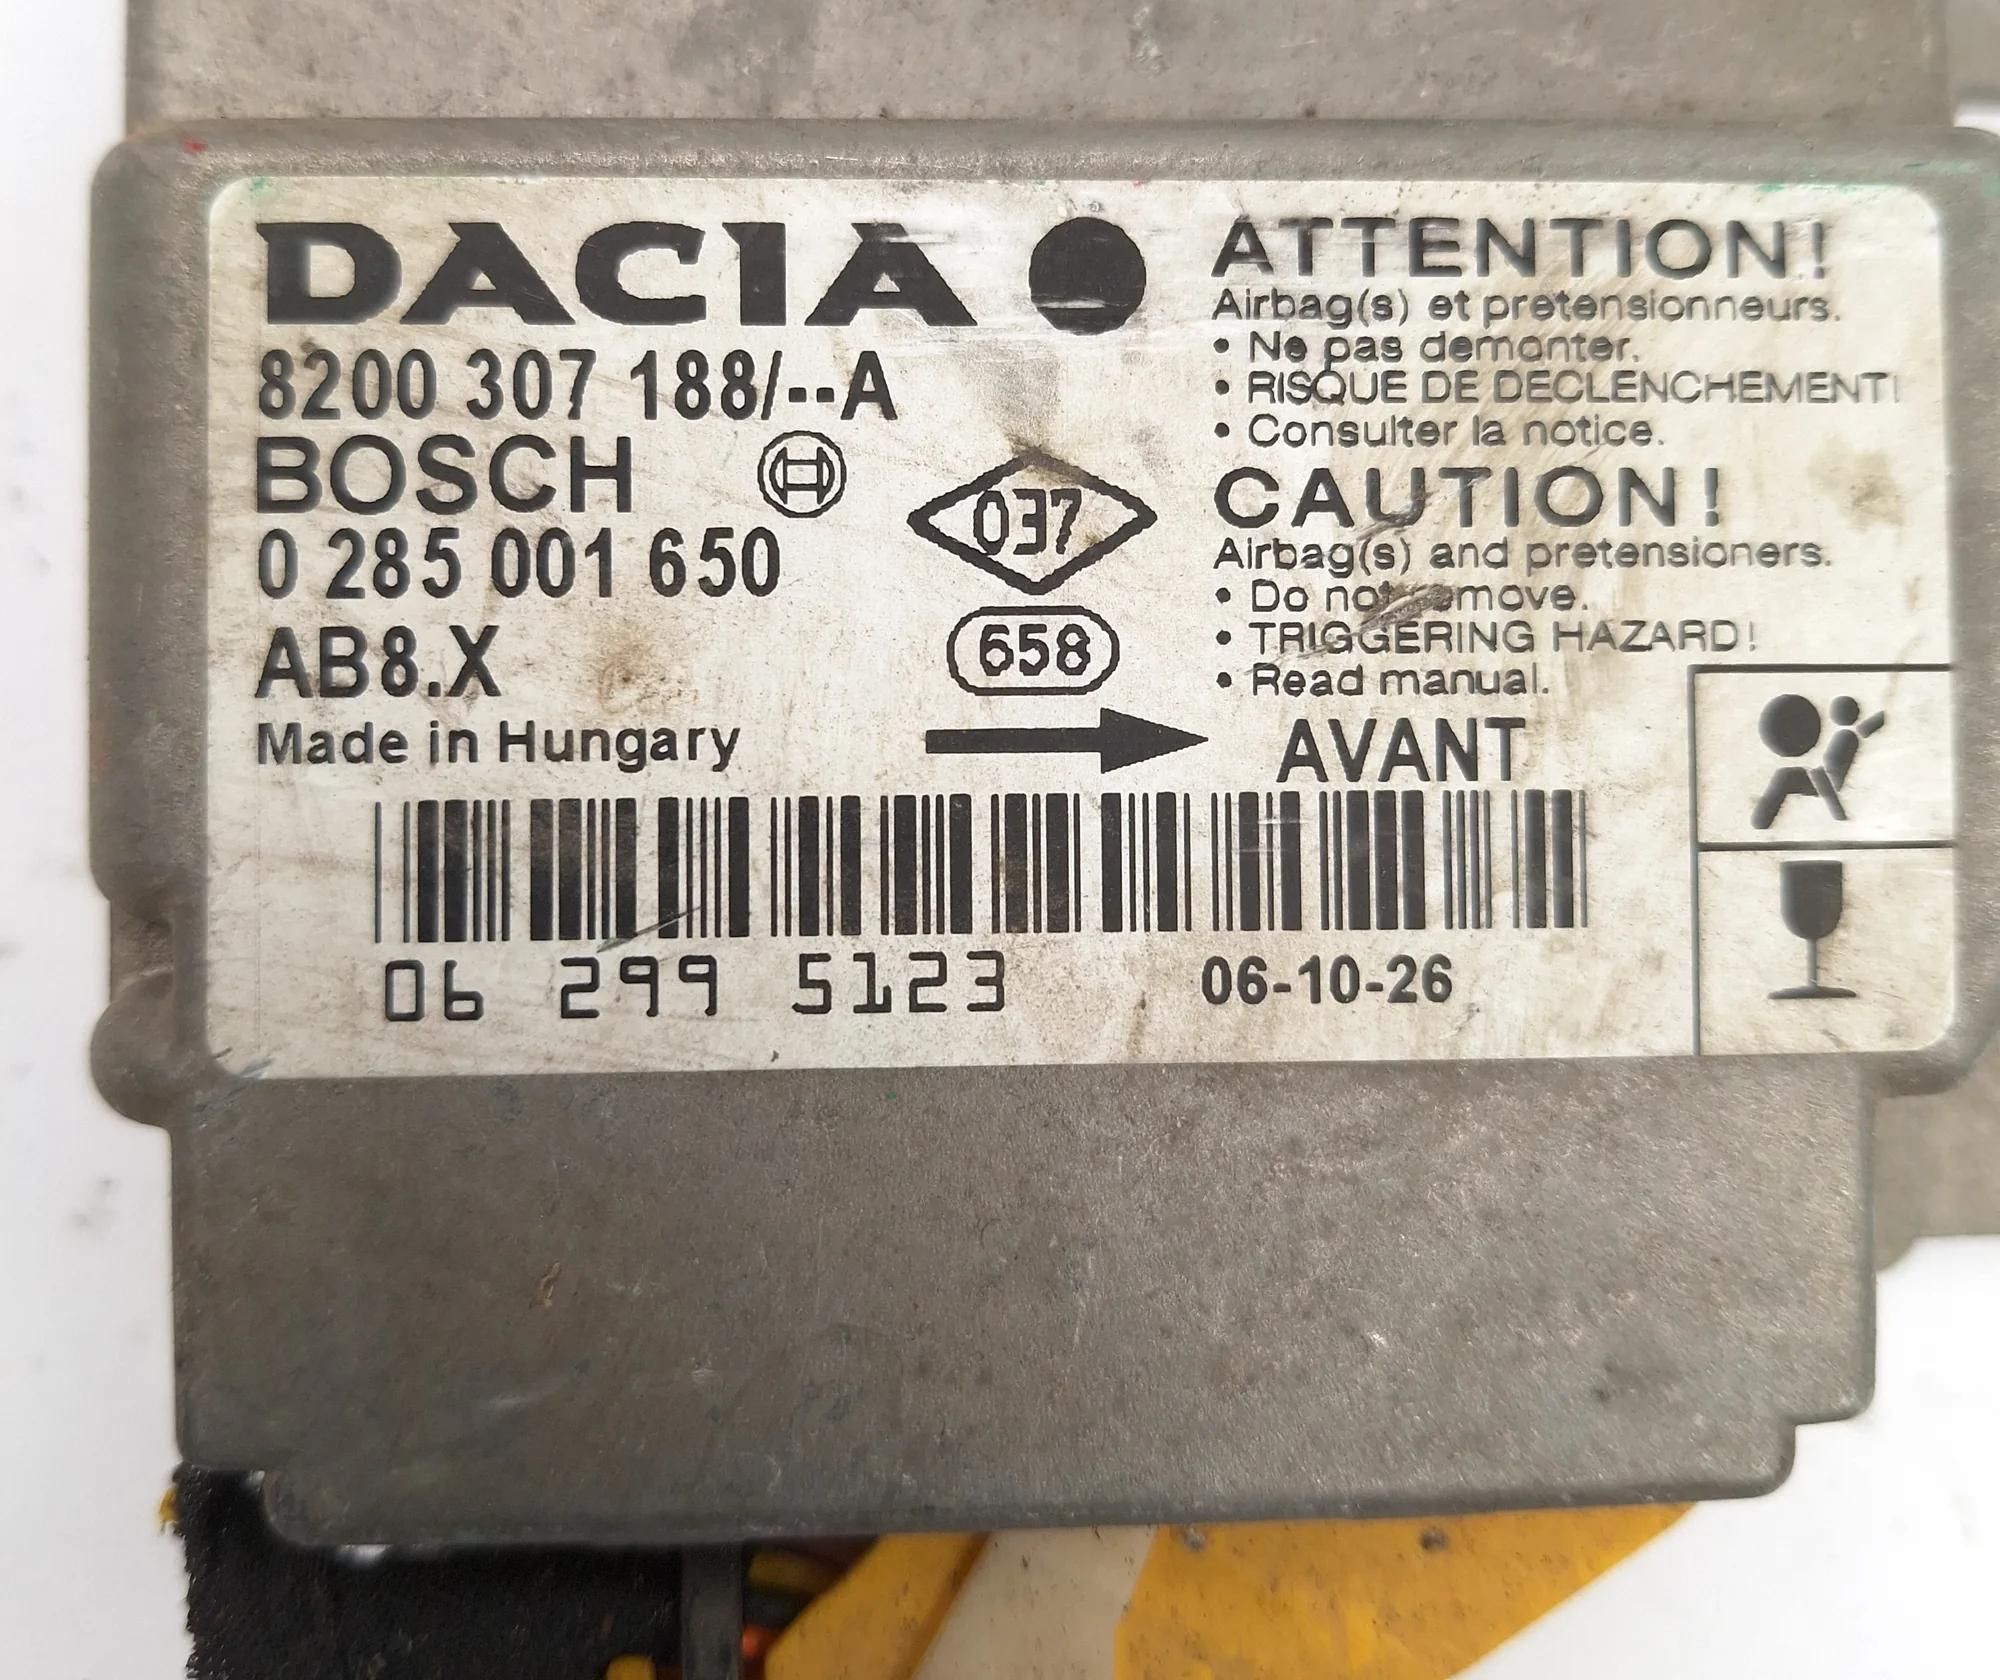 DACIA
8200 307 188/--A
BOSCH
0 285 001 650
AB8.X
Made in Hungary
037
658
ATTENTION!
Airbag(s) et pretensionneurs.
• Ne pas demonter.
• RISQUE DE DECLENCHEMENT!
• Consulter la notice.
CAUTION!
Airbag(s) and pretensioners.
• Do not remove.
• TRIGGERING HAZARD!
• Read manual.
AVANT
06 299 5123
06-10-26